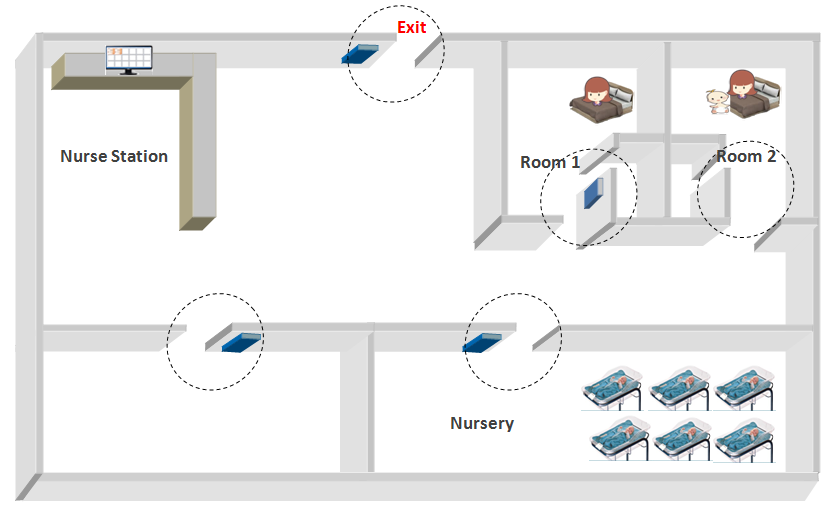 Exit
Nurse Station
Room 1
Room 2
Nursery